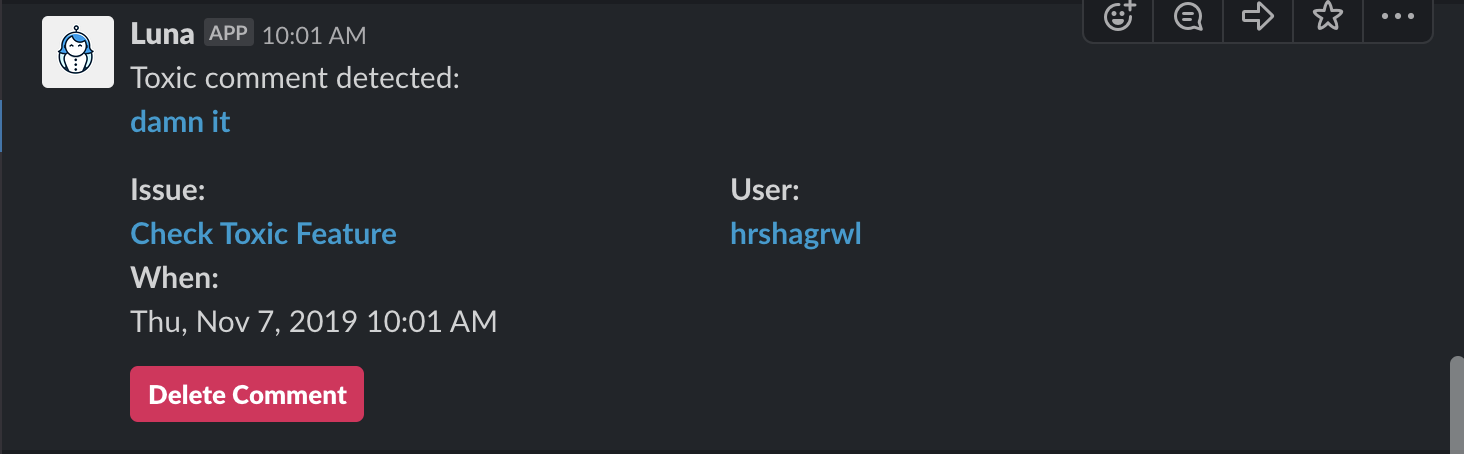 Luna APP 10:01 AM
Toxic comment detected:
damn it
Issue:
Check Toxic Feature
User:
hrshagrwl
When:
Thu, Nov 7, 2019 10:01 AM
Delete Comment